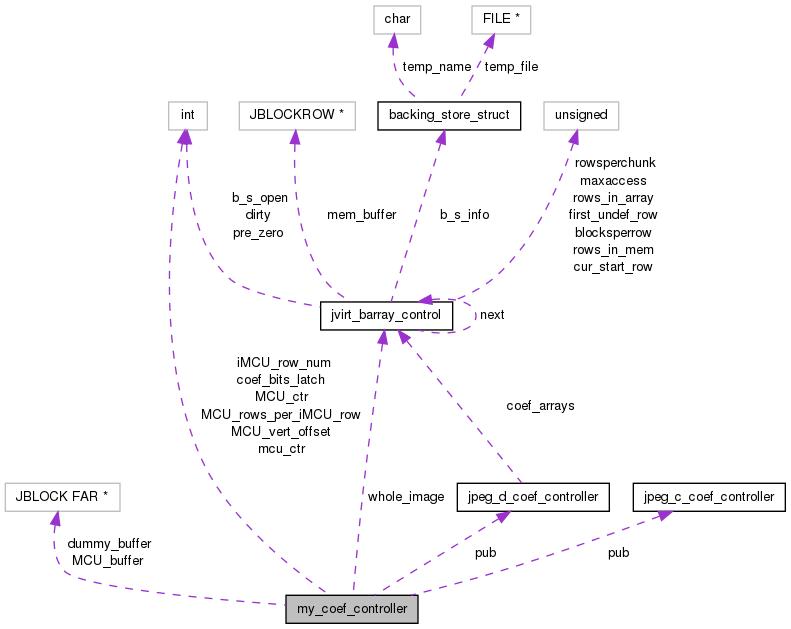 char
FILE *
temp_name
temp_file
int
JBLOCKROW *
backing_store_struct
unsigned
b_s_open
dirty
pre_zero
mem_buffer
b_s_info
rowsperchunk
maxaccess
rows_in_array
first_undef_row
blocksperrow
rows_in_mem
cur_start_row
jvirt_barray_control
next
iMCU_row_num
coef_bits_latch
MCU_ctr
MCU_rows_per_iMCU_row
MCU_vert_offset
mcu_ctr
coef_arrays
JBLOCK FAR *
whole_image
jpeg_d_coef_controller
jpeg_c_coef_controller
dummy_buffer
MCU_buffer
pub
pub
my_coef_controller